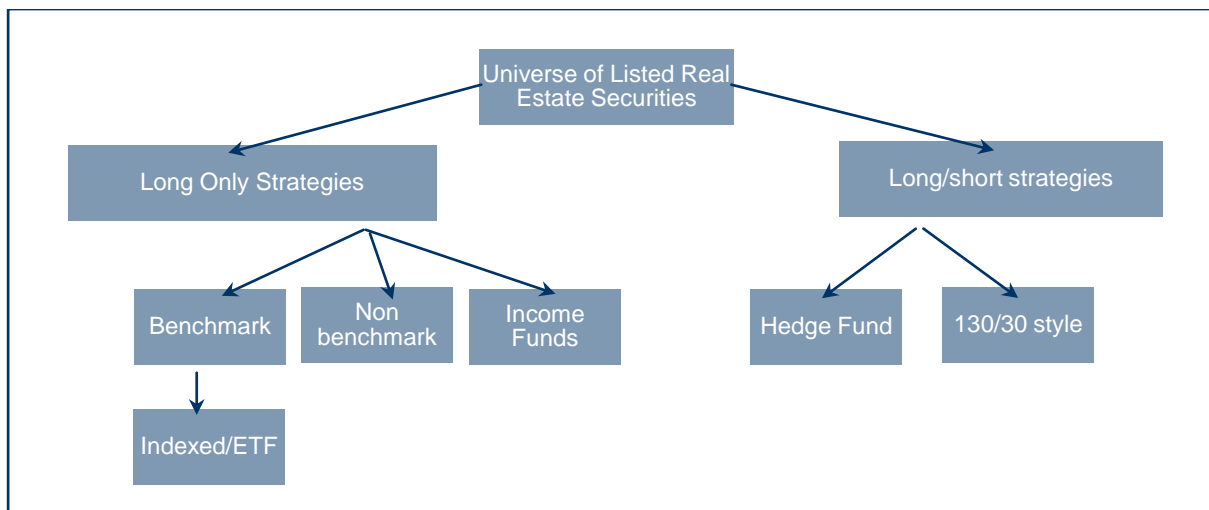 Universe of Listed Real
Estate Securities
Long Only Strategies
Long/short strategies
Benchmark
Non
benchmark
Income
Funds
Hedge Fund
130/30 style
Indexed/ETF